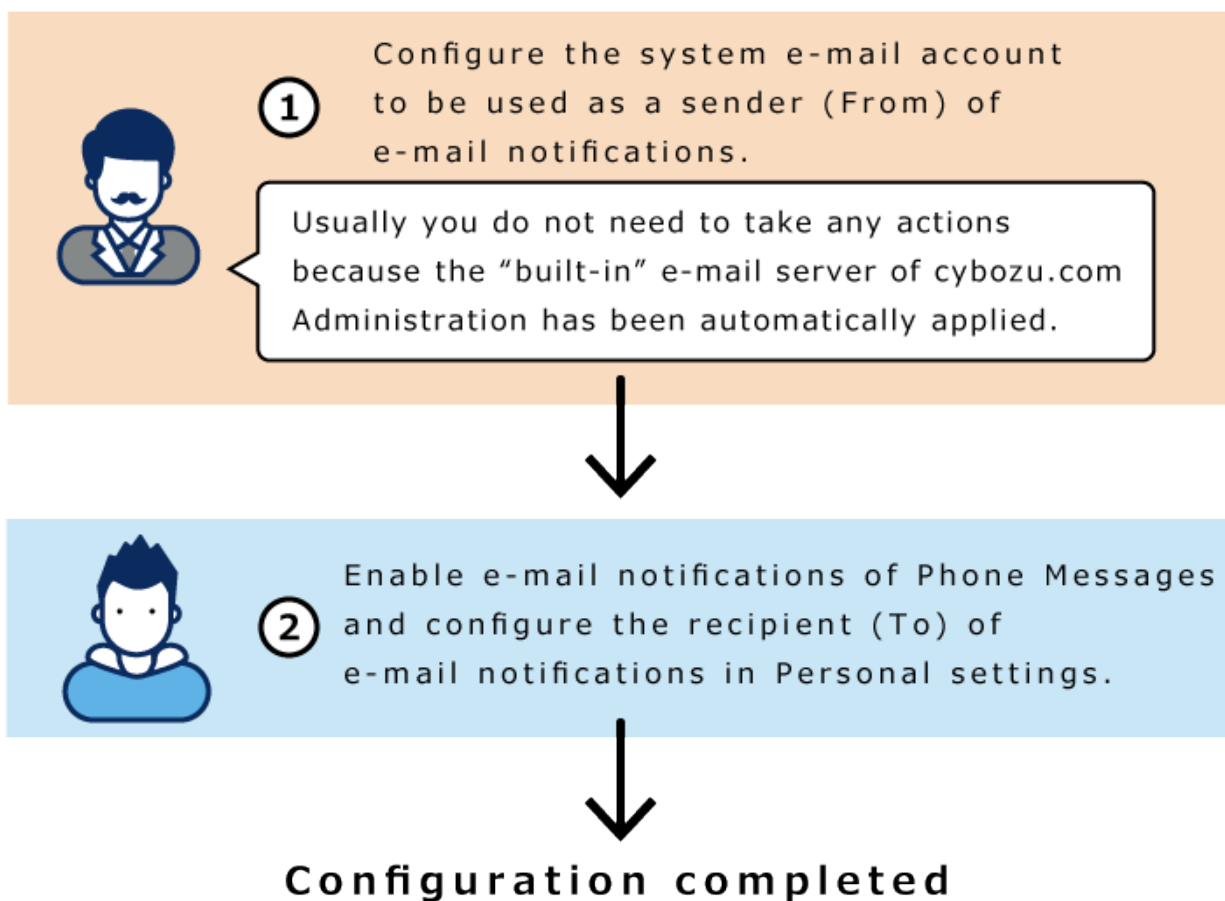 Configure the system e-mail account
1
to be used as a sender (From) of
e-mail notifications.
Usually you do not need to take any actions
because the “built-in” e-mail server of cybozu.com
Administration has been automatically applied.
Enable e-mail notifications of Phone Messages
2
and configure the recipient (To) of
e-mail notifications in Personal settings.
Configuration completed